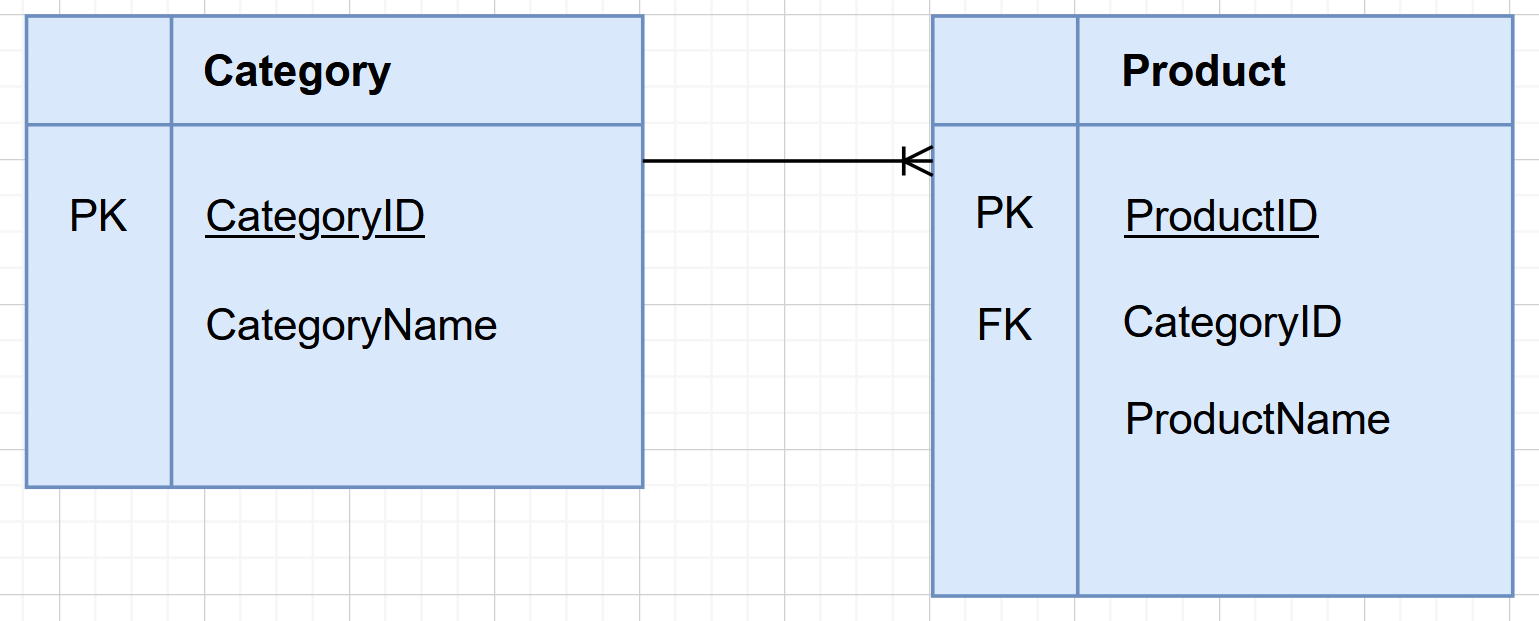 Category
PK CategoryID
CategoryName
Product
PK ProductID
FK CategoryID
ProductName